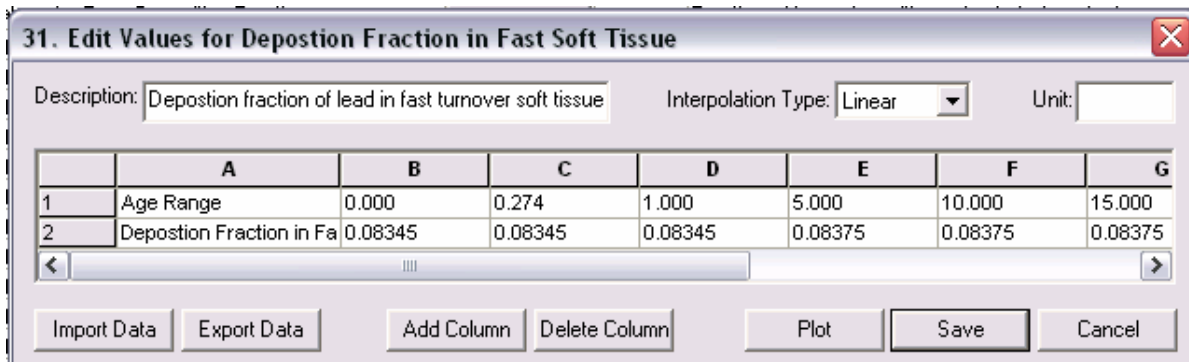 31. Edit Values for Depostion Fraction in Fast Soft Tissue
Description: Depostion fraction of lead in fast turnover soft tissue Interpolation Type: Linear Unit:
A B C D E F G
1 Age Range 0.000 0.274 1.000 5.000 10.000 15.000
2 Depostion Fraction in Fa 0.08345 0.08345 0.08345 0.08375 0.08375 0.08375
Import Data Export Data Add Column Delete Column Plot Save Cancel